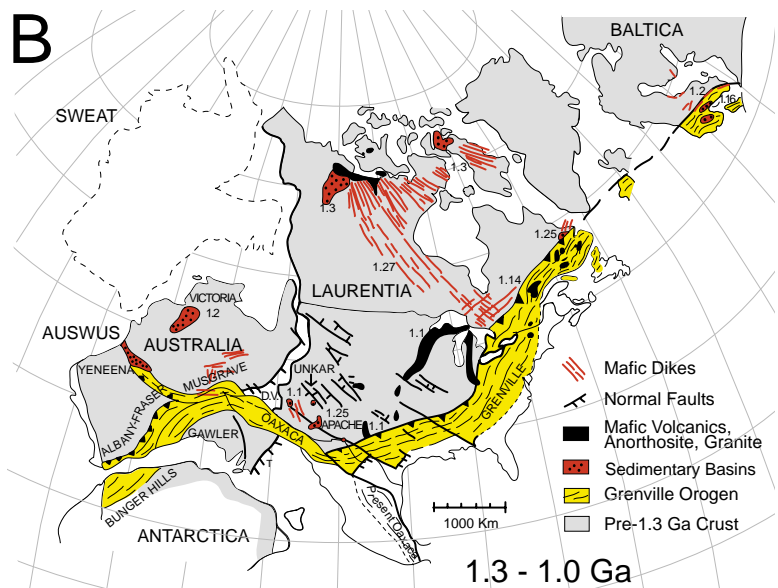 B
BALTICA
SWEAT
1.2
1.16
1.3
1.3
1.25
1.27
1.14
LAURENTIA
VICTORIA
1.2
AUSWUS
AUSTRALIA
1.1
YENEENA
MUSGRAVE
UNKAR
D.V.
1.1
1.25
APACHE
1.1
ALBANY-FRASER
GAWLER
OAXACA
GRENVILLE
T
BUNGER HILLS
ANTARCTICA
Present Oaxaca
1000 Km
Mafic Dikes
Normal Faults
Mafic Volcanics,
Anorthosite, Granite
Sedimentary Basins
Grenville Orogen
Pre-1.3 Ga Crust
1.3 - 1.0 Ga